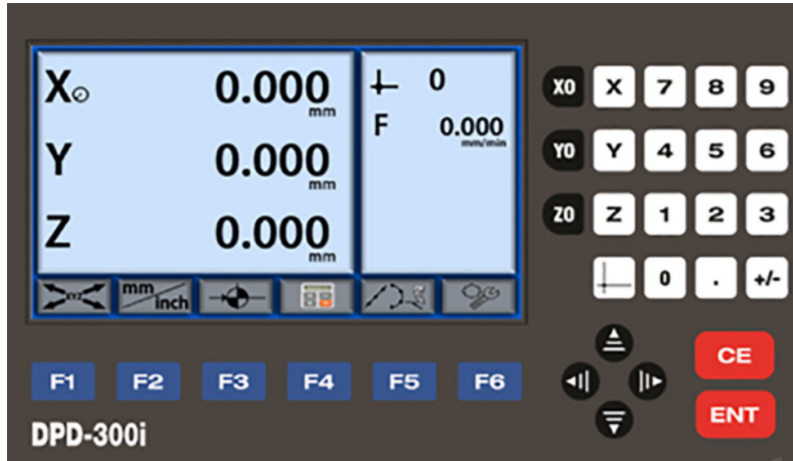 X 0.000 mm
Y 0.000 mm
Z 0.000 mm
0
F 0.000 mm/min
XYZ mm/inch
X0 X 7 8 9
Y0 Y 4 5 6
Z0 Z 1 2 3
0 . +/-
F1 F2 F3 F4 F5 F6
CE
ENT
DPD-300i